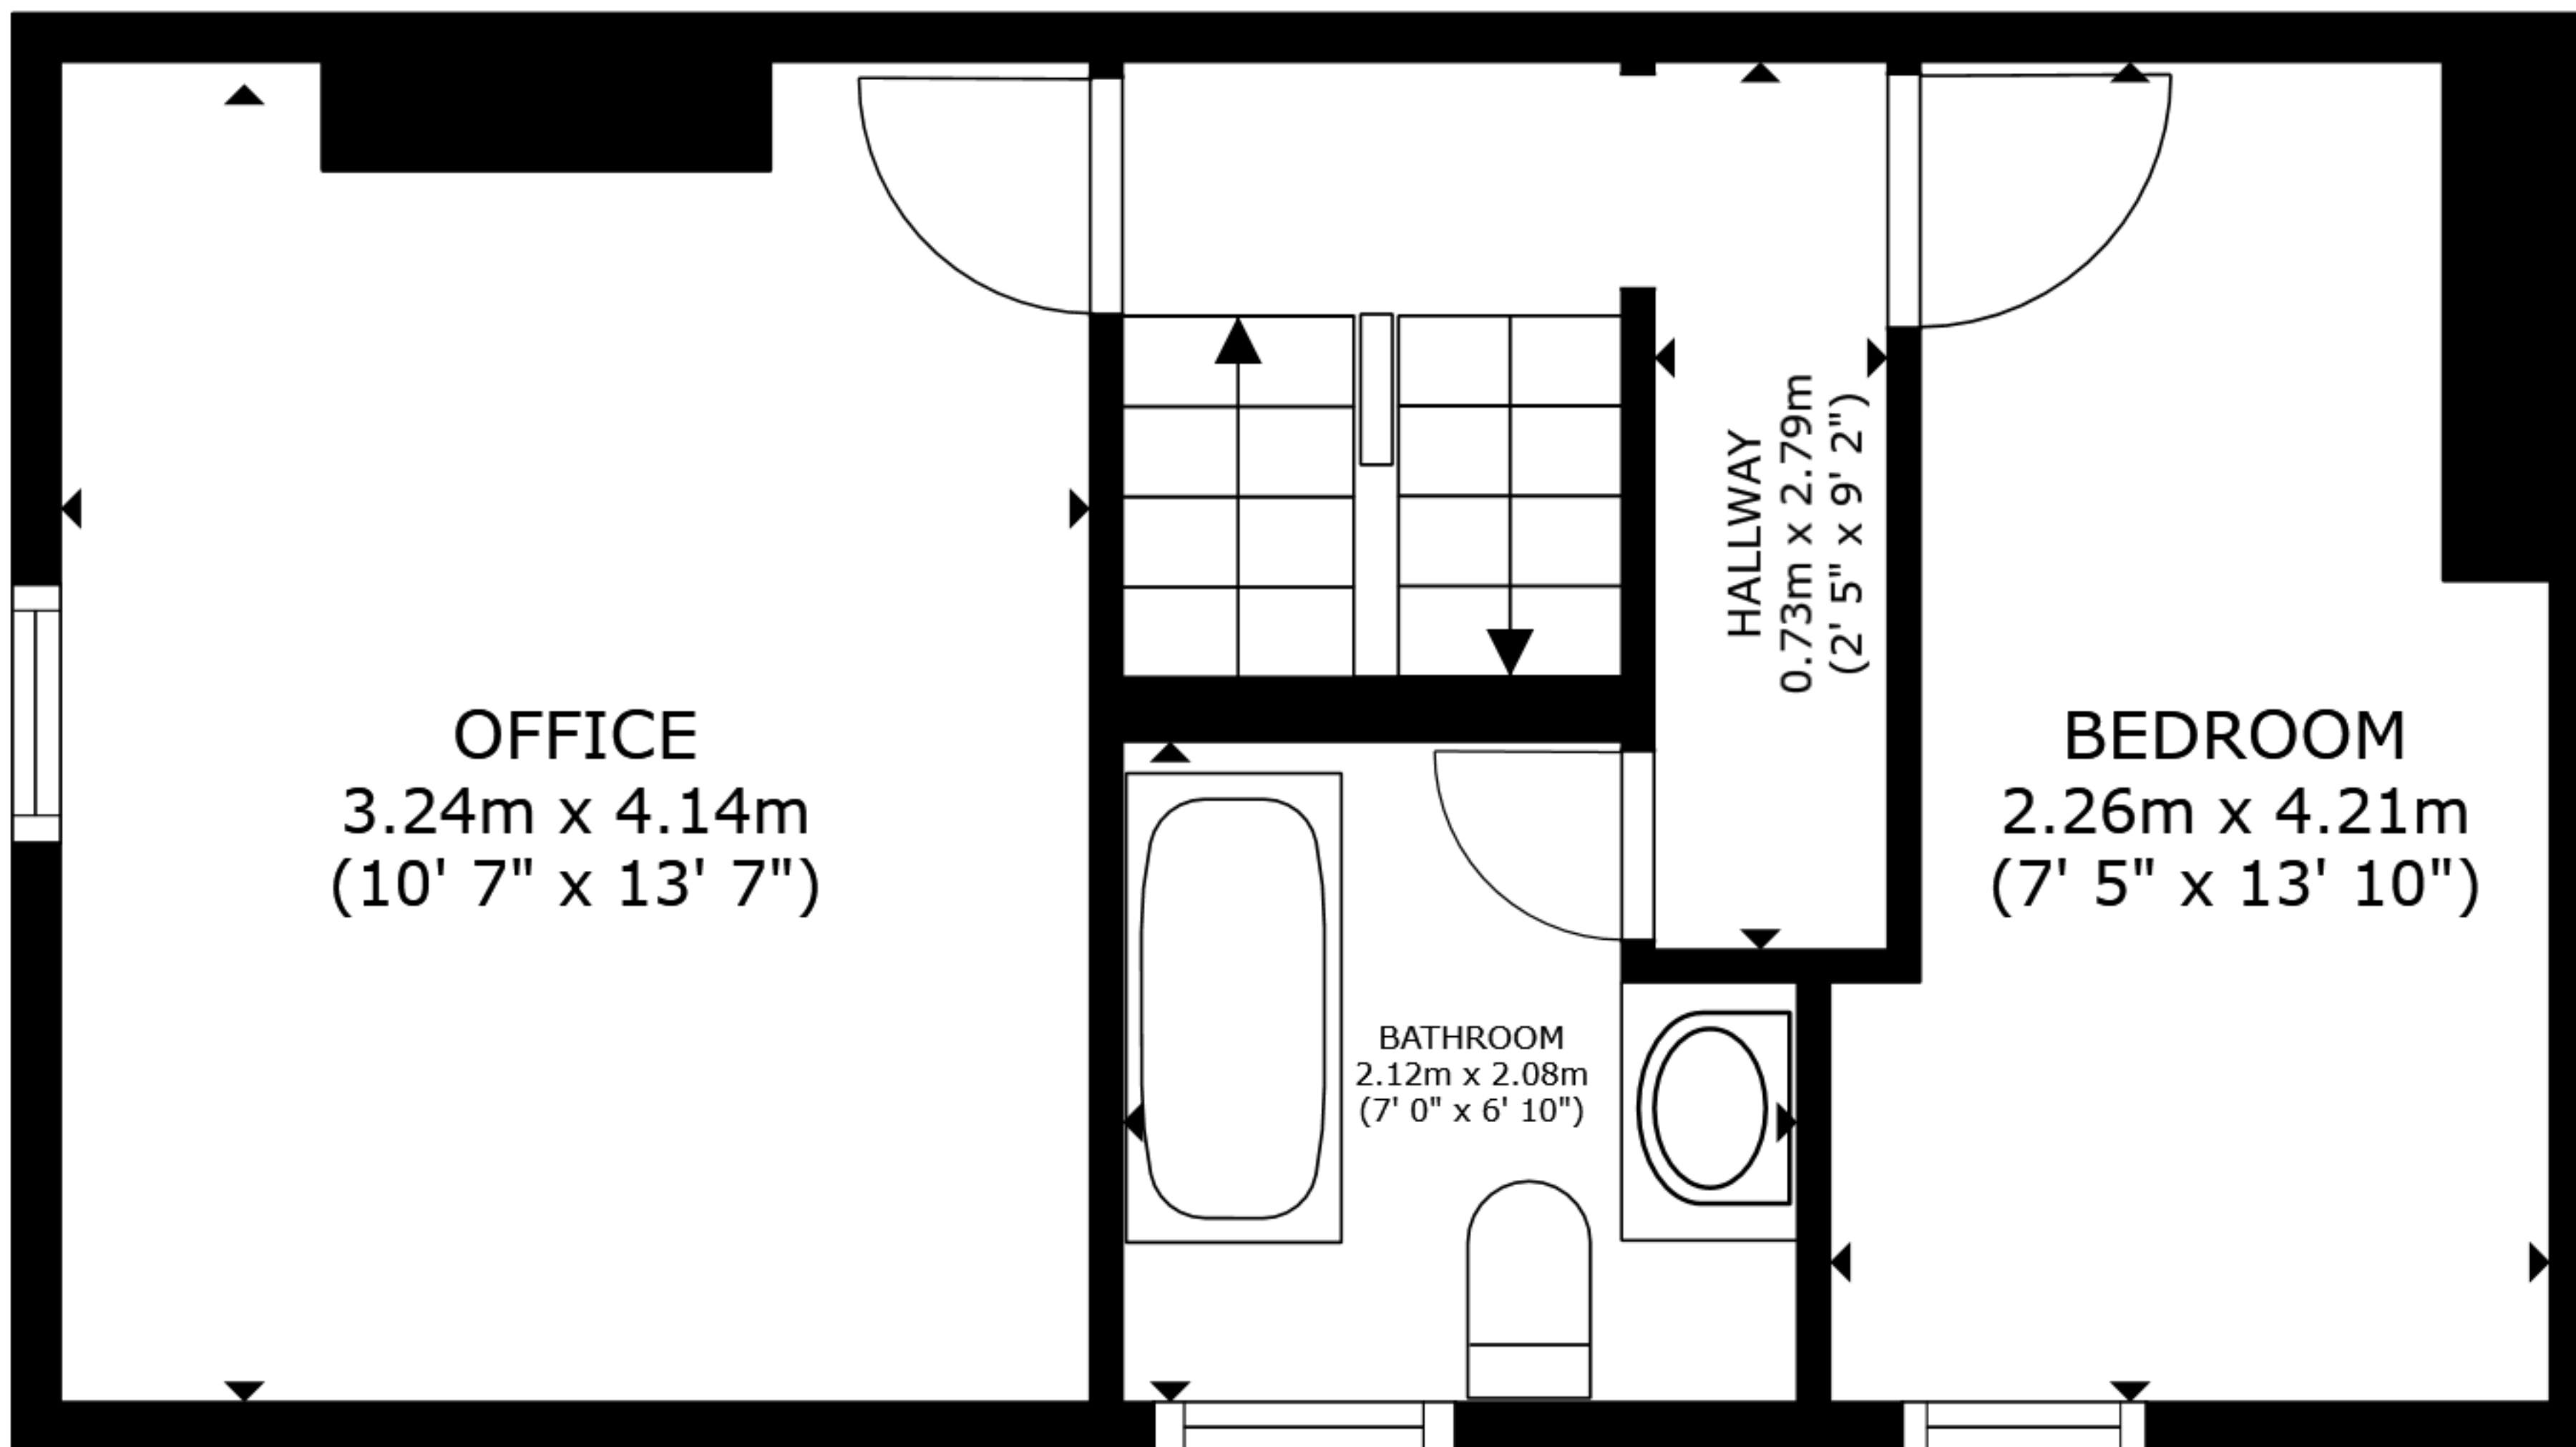 OFFICE
3.24m x 4.14m
(10' 7" x 13' 7")
HALLWAY
0.73m x 2.79m
(2' 5" x 9' 2")
BEDROOM
2.26m x 4.21m
(7' 5" x 13' 10")
BATHROOM
2.12m x 2.08m
(7' 0" x 6' 10")